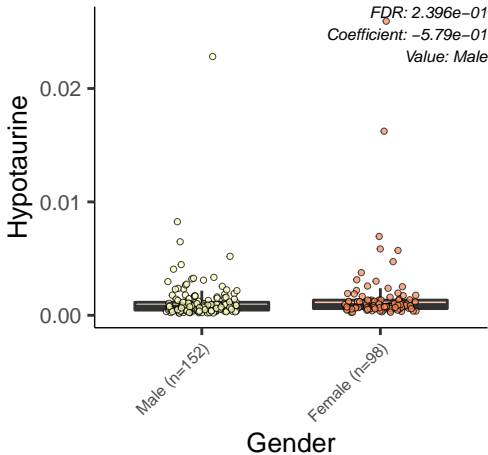 FDR: 2.396e−01
Coefficient: −5.79e−01
Value: Male
Hypotaurine
0.02
0.01
0.00
Male (n=152)
Female (n=98)
Gender